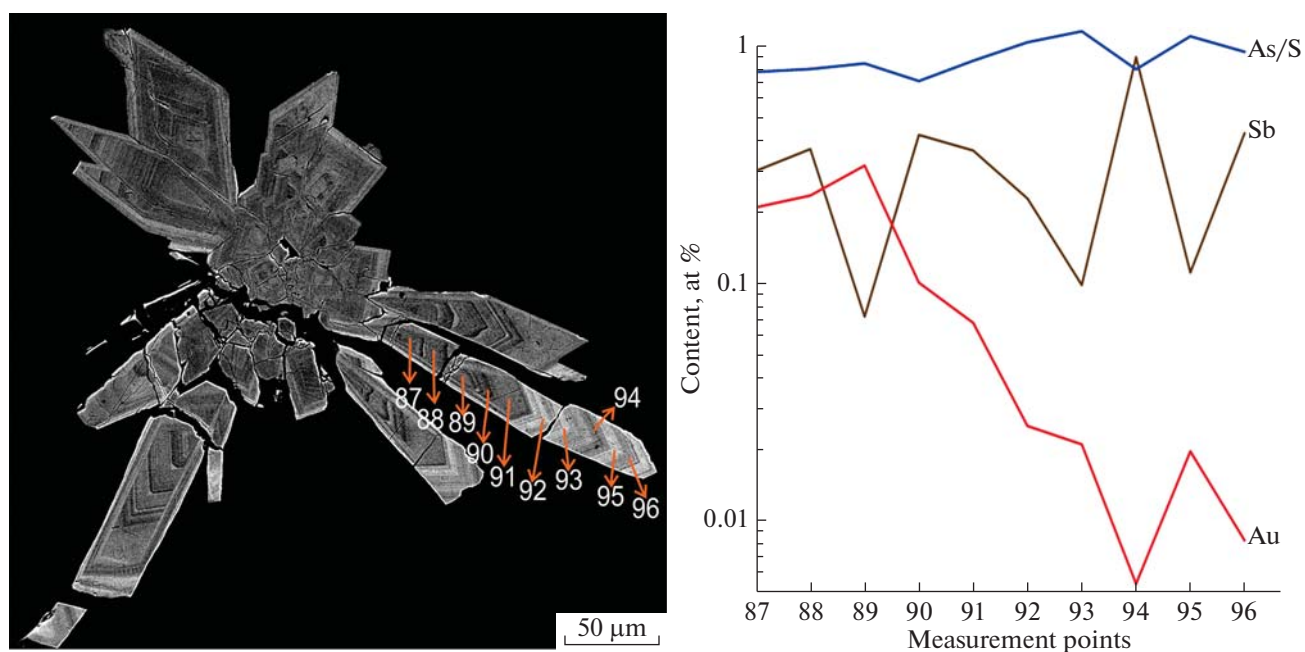 87
88
89
90
91
92
93
94
95
96
50 μm
Content, at %
1
0.1
0.01
As/S
Sb
Au
87 88 89 90 91 92 93 94 95 96
Measurement points